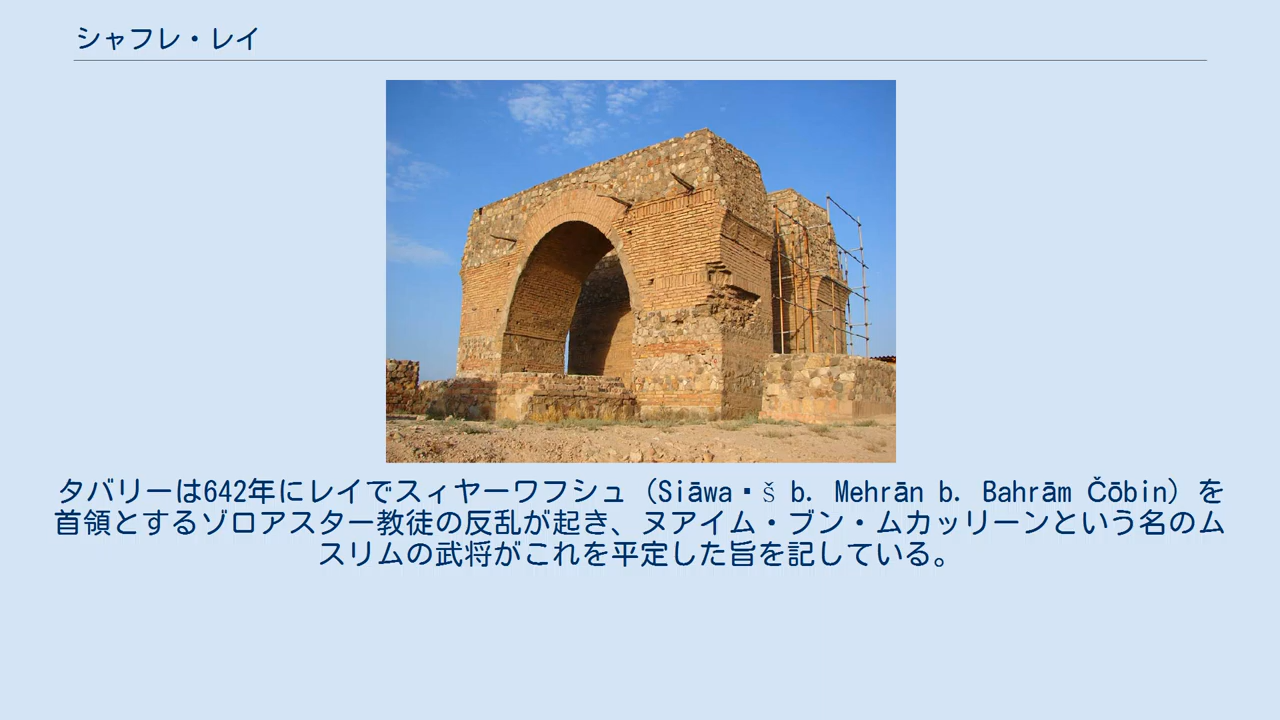 シャフレ・レイ
タバリーは642年にレイでスィヤーワフシュ（Siāwa▪š b. Mehrān b. Bahrām Čōbin）を
首領とするゾロアスター教徒の反乱が起き、ヌアイム・ブン・ムカッリーンという名のム
スリムの武将がこれを平定した旨を記している。